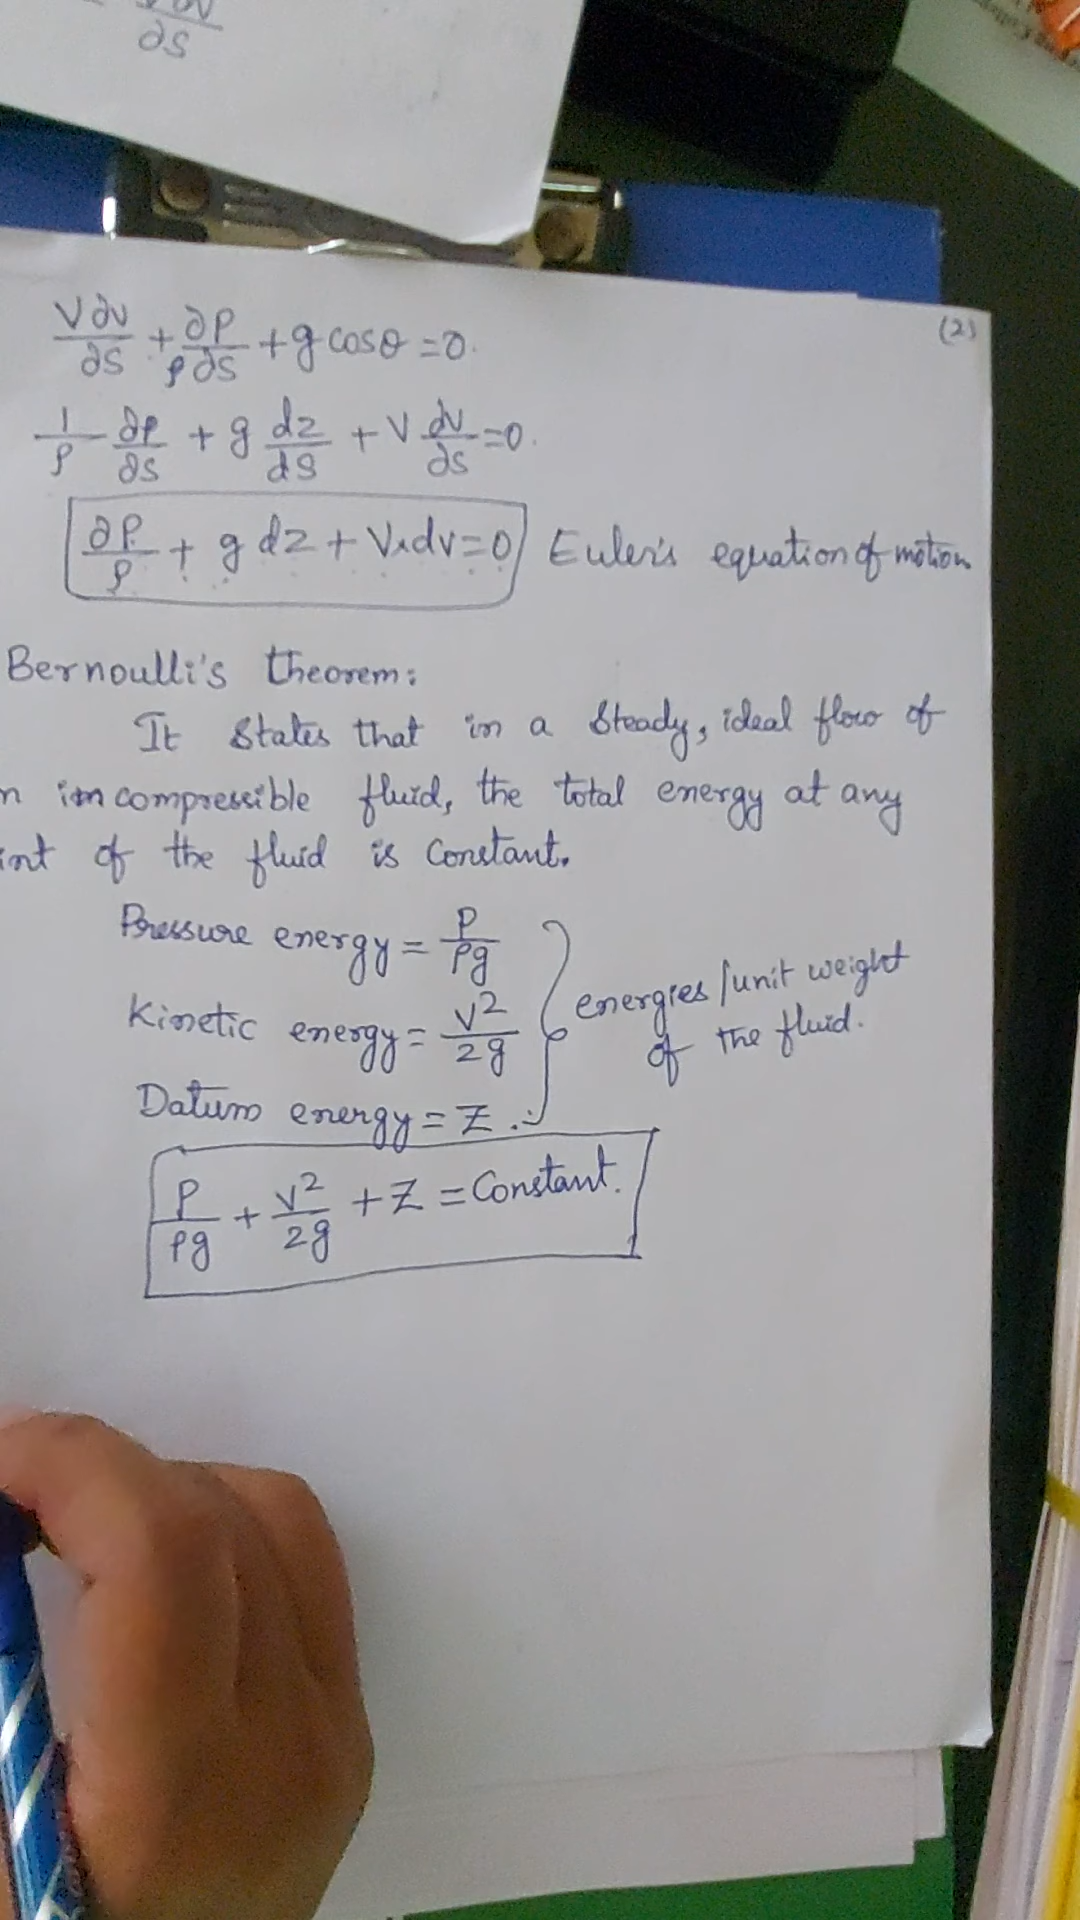 ∂s
V∂v/∂s + ∂P/ρ∂s + g cosθ = 0.
(2)
1/ρ ∂P/∂s + g dz/ds + V dv/∂s = 0.
∂P/ρ + g dz + V×dv = 0 Euler's equation of motion
Bernoulli's theorem:
It states that in a steady, ideal flow of
n imcompressible fluid, the total energy at any
int of the fluid is Constant.
Pressure energy = P/ρg
Kinetic energy = V²/2g
energies/unit weight
of the fluid.
Datum energy = Z.
P/ρg + V²/2g + Z = Constant.